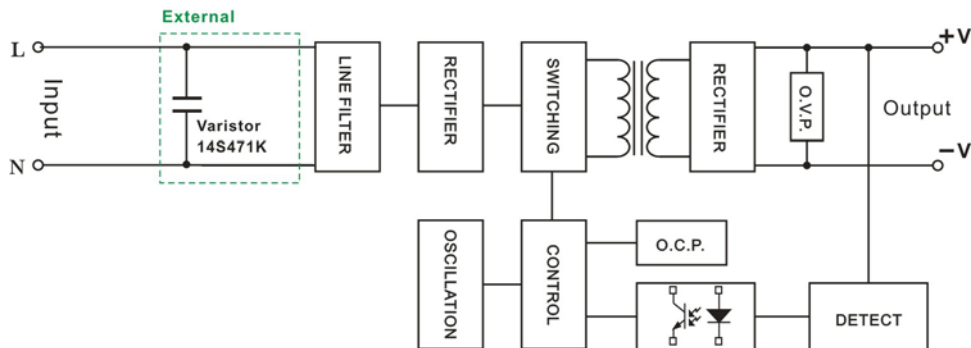 External
L
+V
Input
Varistor
14S471K
LINE FILTER
RECTIFIER
SWITCHING
RECTIFIER
O.V.P.
Output
N
-V
OSCILLATION
CONTROL
O.C.P.
DETECT